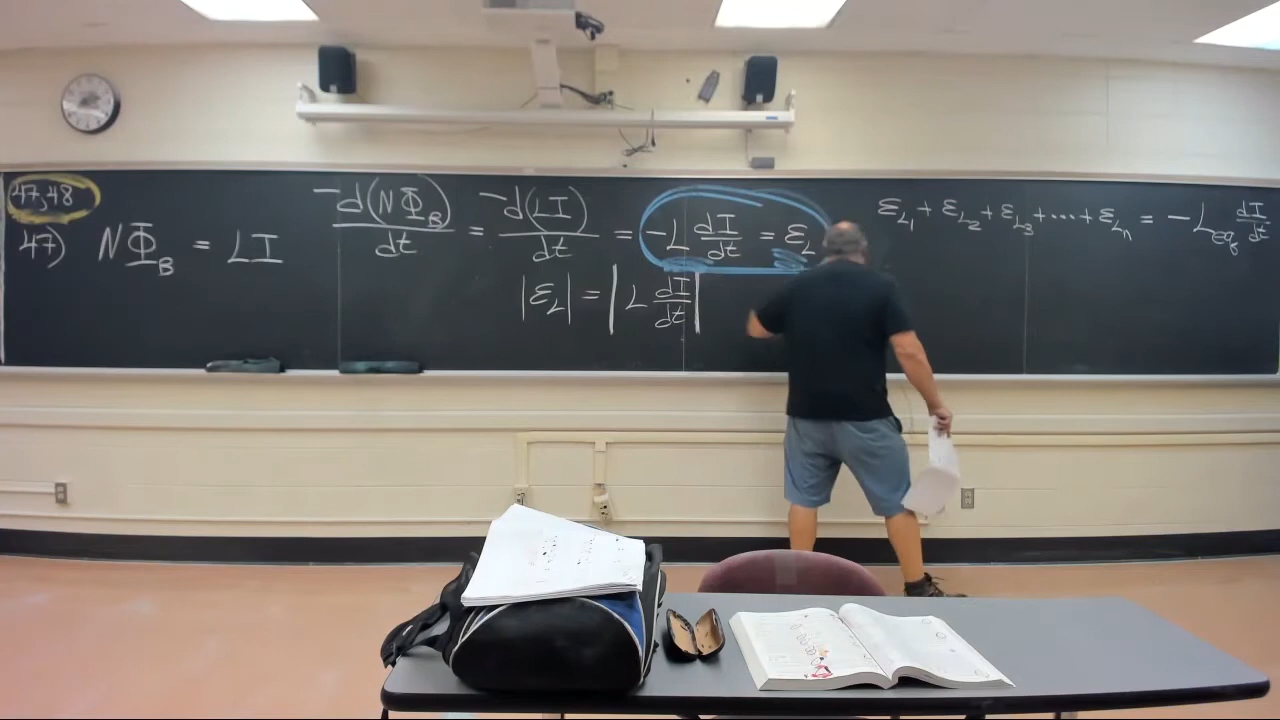 47,48
47) NΦ_B = LI
-d(NΦ_B)/dt = -d(LI)/dt = -L dI/dt = ε_L
|ε_L| = |L dI/dt|
ε_L₁ + ε_L₂ + ε_L₃ + ··· + ε_Lₙ = -L_eq dI/dt